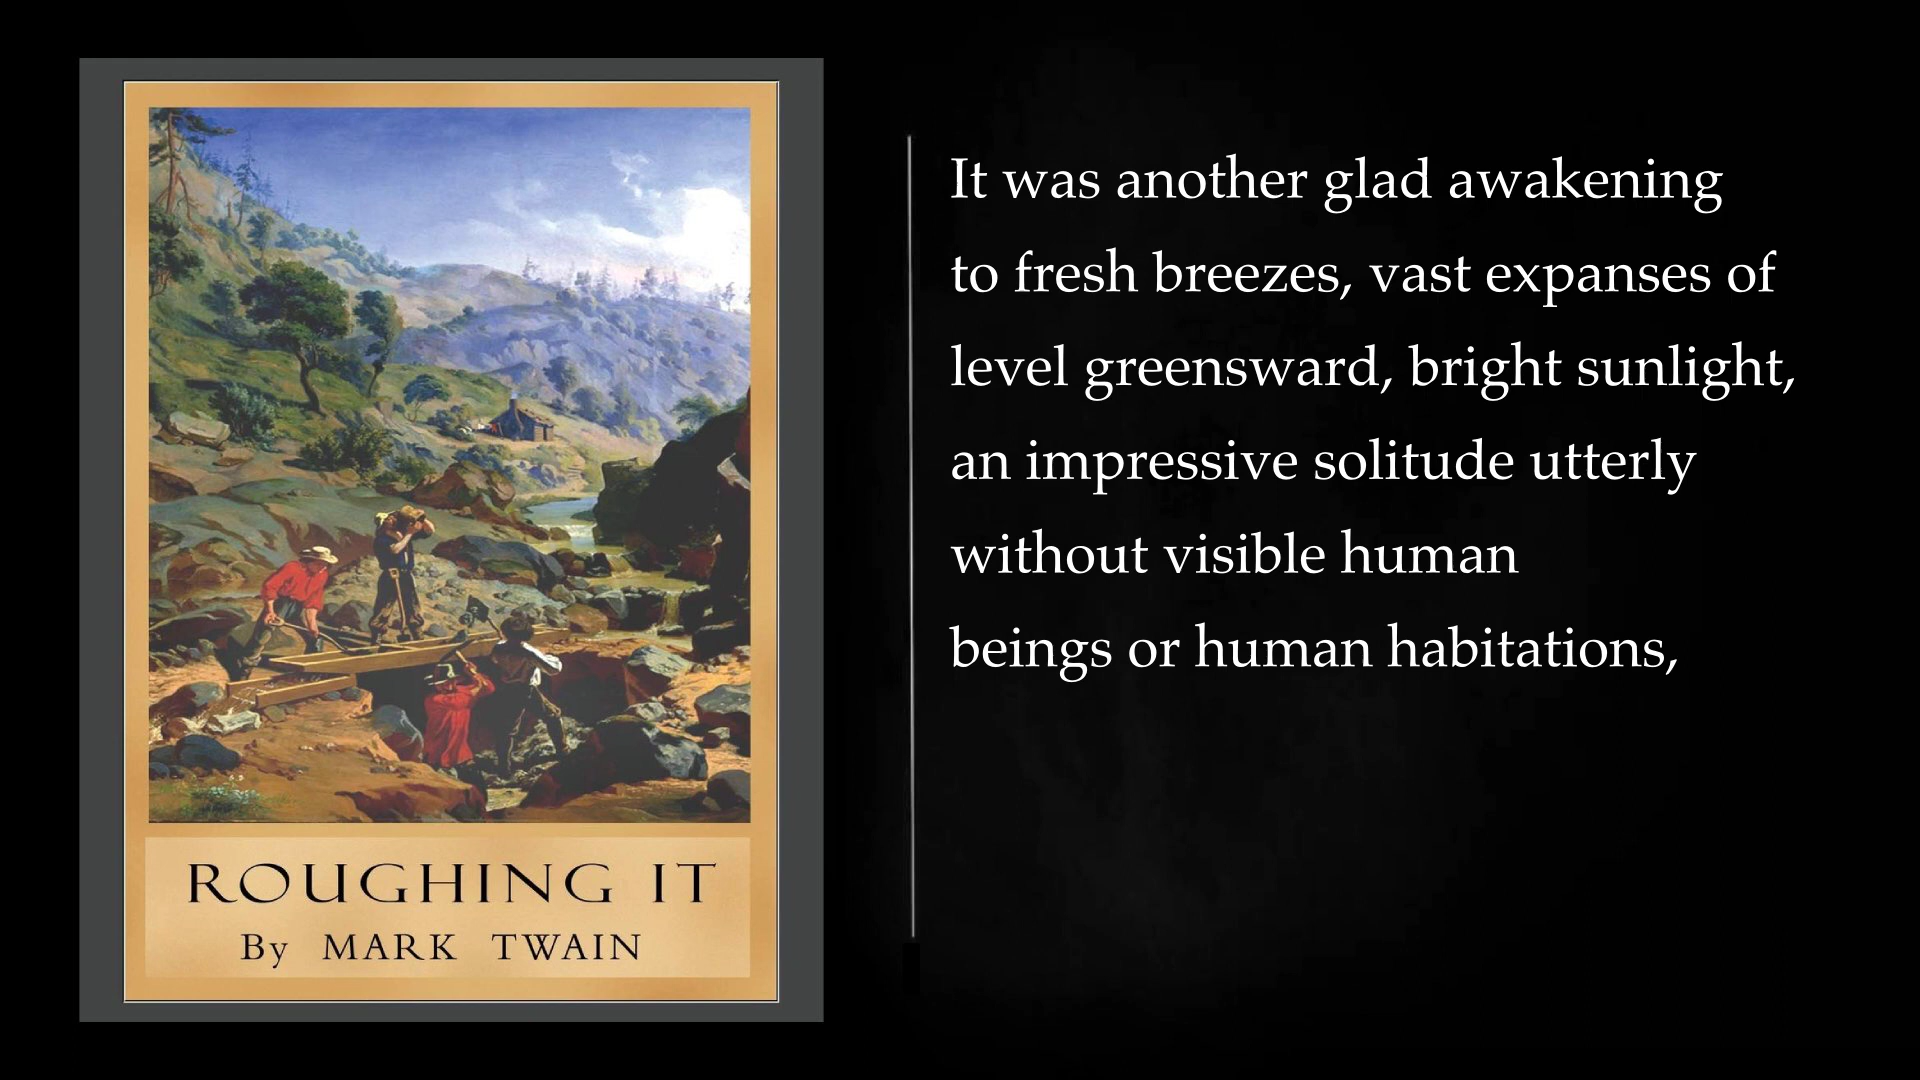 ROUGHING IT
By MARK TWAIN
It was another glad awakening
to fresh breezes, vast expanses of
level greensward, bright sunlight,
an impressive solitude utterly
without visible human
beings or human habitations,